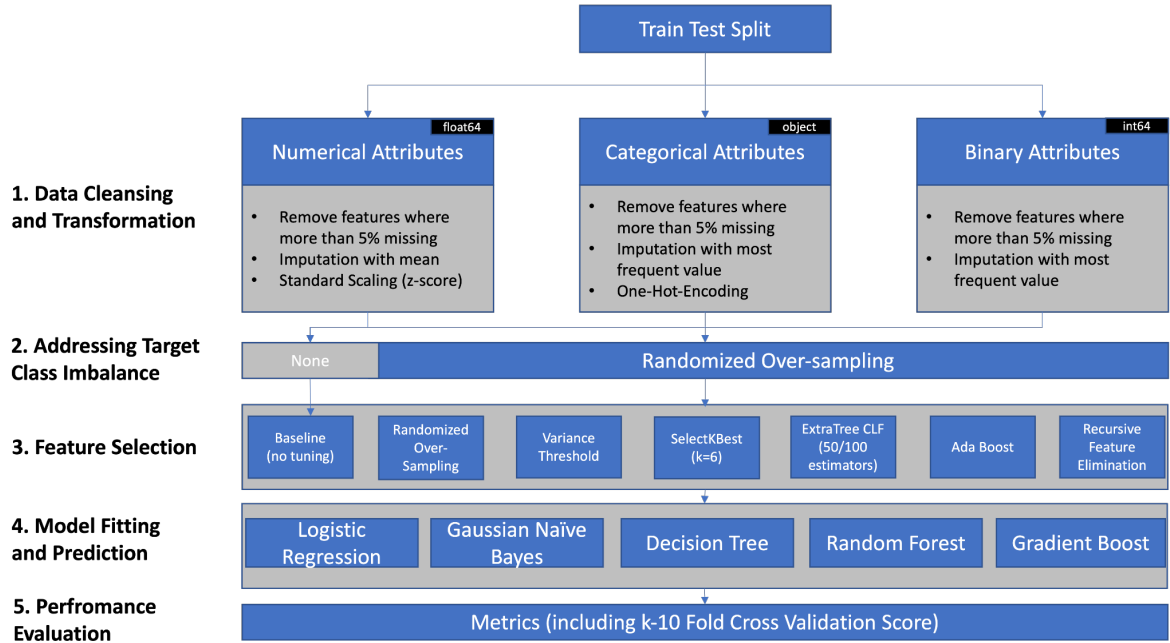 Train Test Split
1. Data Cleansing
and Transformation
float64
Numerical Attributes
• Remove features where
more than 5% missing
• Imputation with mean
• Standard Scaling (z-score)
object
Categorical Attributes
• Remove features where
more than 5% missing
• Imputation with most
frequent value
• One-Hot-Encoding
int64
Binary Attributes
• Remove features where
more than 5% missing
• Imputation with most
frequent value
2. Addressing Target
Class Imbalance
None
Randomized Over-sampling
3. Feature Selection
Baseline
(no tuning)
Randomized
Over-
Sampling
Variance
Threshold
SelectKBest
(k=6)
ExtraTree CLF
(50/100
estimators)
Ada Boost
Recursive
Feature
Elimination
4. Model Fitting
and Prediction
Logistic
Regression
Gaussian Naïve
Bayes
Decision Tree
Random Forest
Gradient Boost
5. Perfromance
Evaluation
Metrics (including k-10 Fold Cross Validation Score)